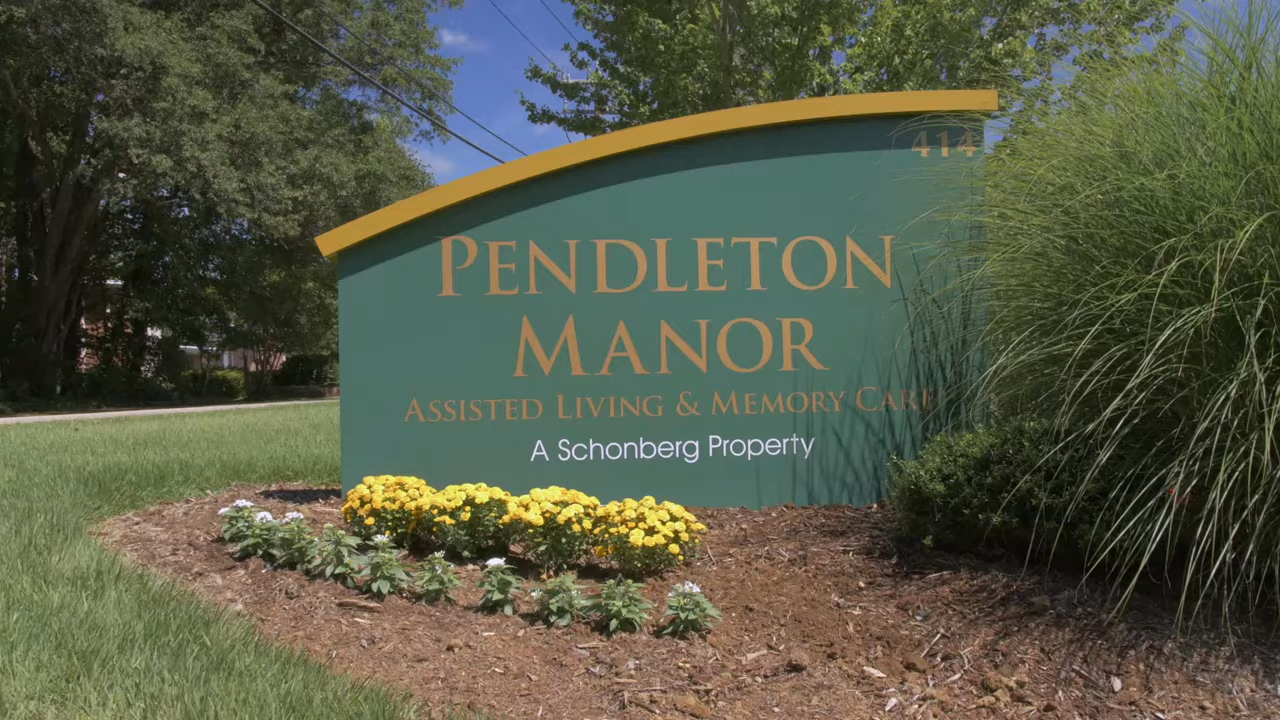 414
PENDLETON
MANOR
ASSISTED LIVING & MEMORY CARE
A Schonberg Property